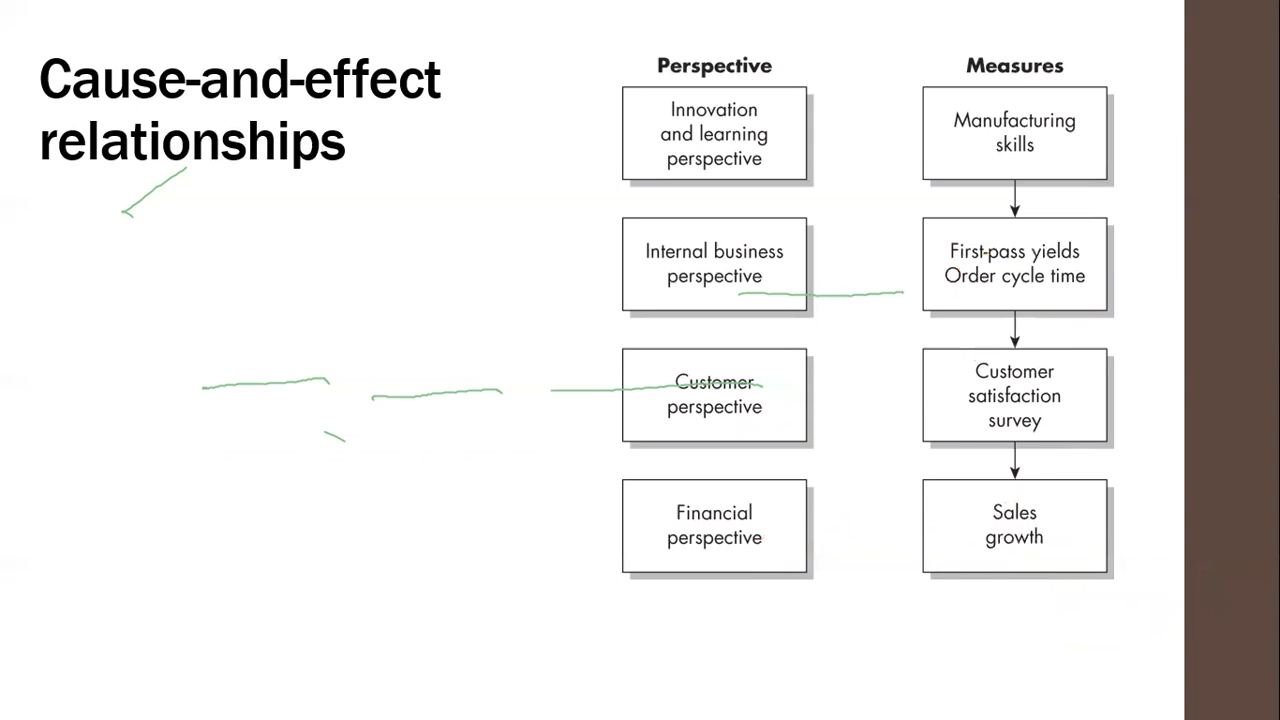 Cause-and-effect
relationships
Perspective
Measures
Innovation
and learning
perspective
Manufacturing
skills
Internal business
perspective
First-pass yields
Order cycle time
Customer
perspective
Customer
satisfaction
survey
Financial
perspective
Sales
growth